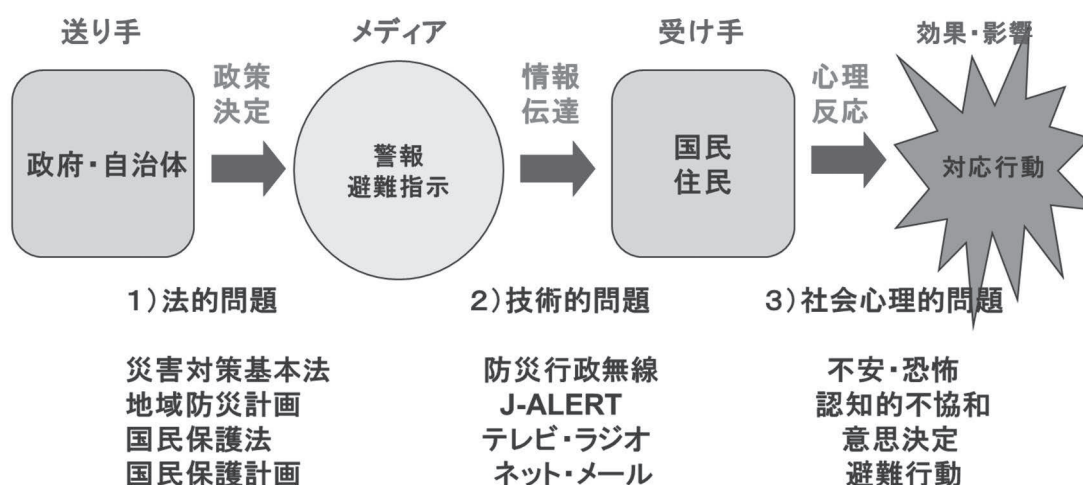 送り手
メディア
受け手
効果・影響
政策
決定
情報
伝達
心理
反応
政府・自治体
警報
避難指示
国民
住民
対応行動
1)法的問題
2)技術的問題
3)社会心理的問題
災害対策基本法
地域防災計画
国民保護法
国民保護計画
防災行政無線
J-ALERT
テレビ・ラジオ
ネット・メール
不安・恐怖
認知的不協和
意思決定
避難行動